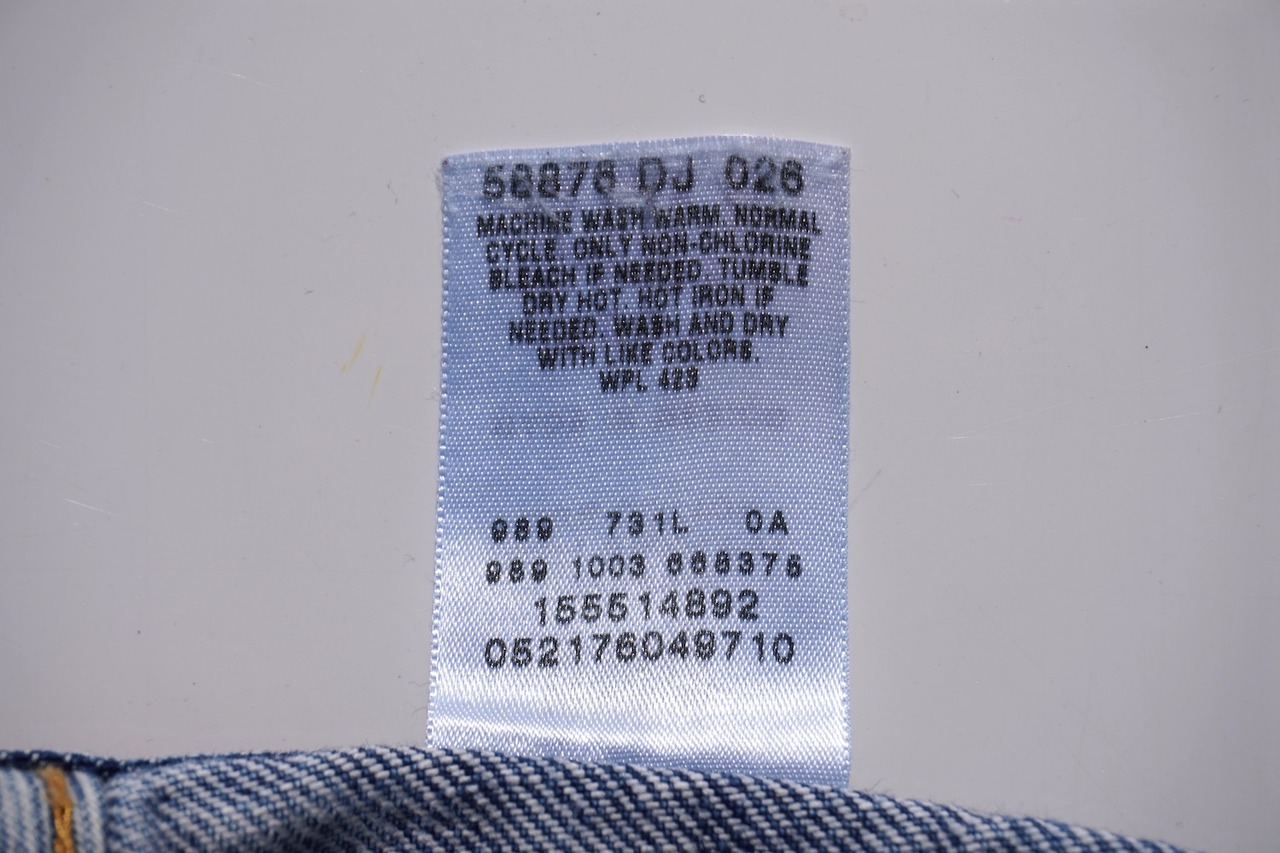 58876 DJ 026
MACHINE WASH WARM. NORMAL
CYCLE. ONLY NON-CHLORINE
BLEACH IF NEEDED. TUMBLE
DRY HOT. HOT IRON IF
NEEDED. WASH AND DRY
WITH LIKE COLORS.
WPL 423
989 731L 0A
989 1003 668375
155514892
052176049710